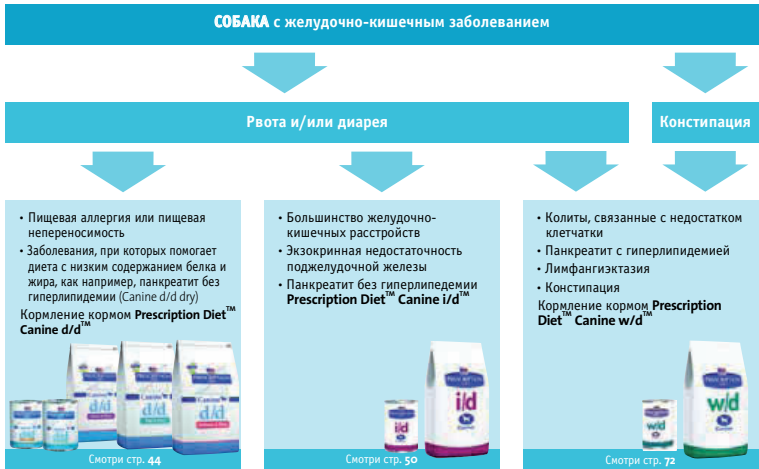 СОБАКА с желудочно-кишечным заболеванием
Рвота и/или диарея
Констипация
• Пищевая аллергия или пищевая
непереносимость
• Заболевания, при которых помогает
диета с низким содержанием белка и
жира, как например, панкреатит без
гиперлипидемии (Canine d/d dry)
Кормление кормом Prescription Diet™
Canine d/d™
d/d
d/d
d/d
Смотри стр. 44
• Большинство желудочно-
кишечных расстройств
• Экзокринная недостаточность
поджелудочной железы
• Панкреатит без гиперлипедемии
Prescription Diet™ Canine i/d™
i/d
i/d
Canine
Смотри стр. 50
• Колиты, связанные с недостатком
клетчатки
• Панкреатит с гиперлипидемией
• Лимфангиэктазия
• Констипация
Кормление кормом Prescription
Diet™ Canine w/d™
w/d
w/d
Canine
Смотри стр. 72